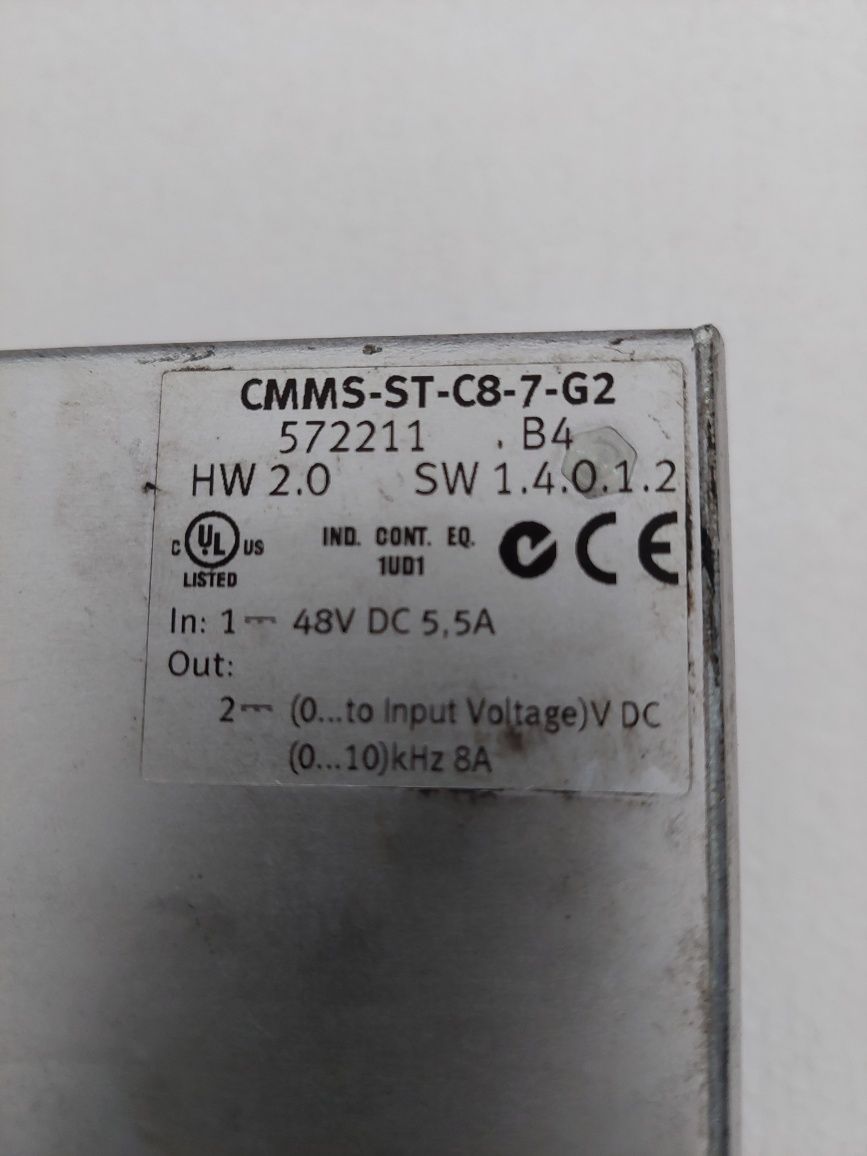 CMMS-ST-C8-7-G2
572211 B4
HW 2.0 SW 1.4.0.1.2
C UL US LISTED
IND. CONT. EQ.
1UD1
CE
In: 1⎓ 48V DC 5,5A
Out:
2⎓ (0...to Input Voltage)V DC
(0...10)kHz 8A